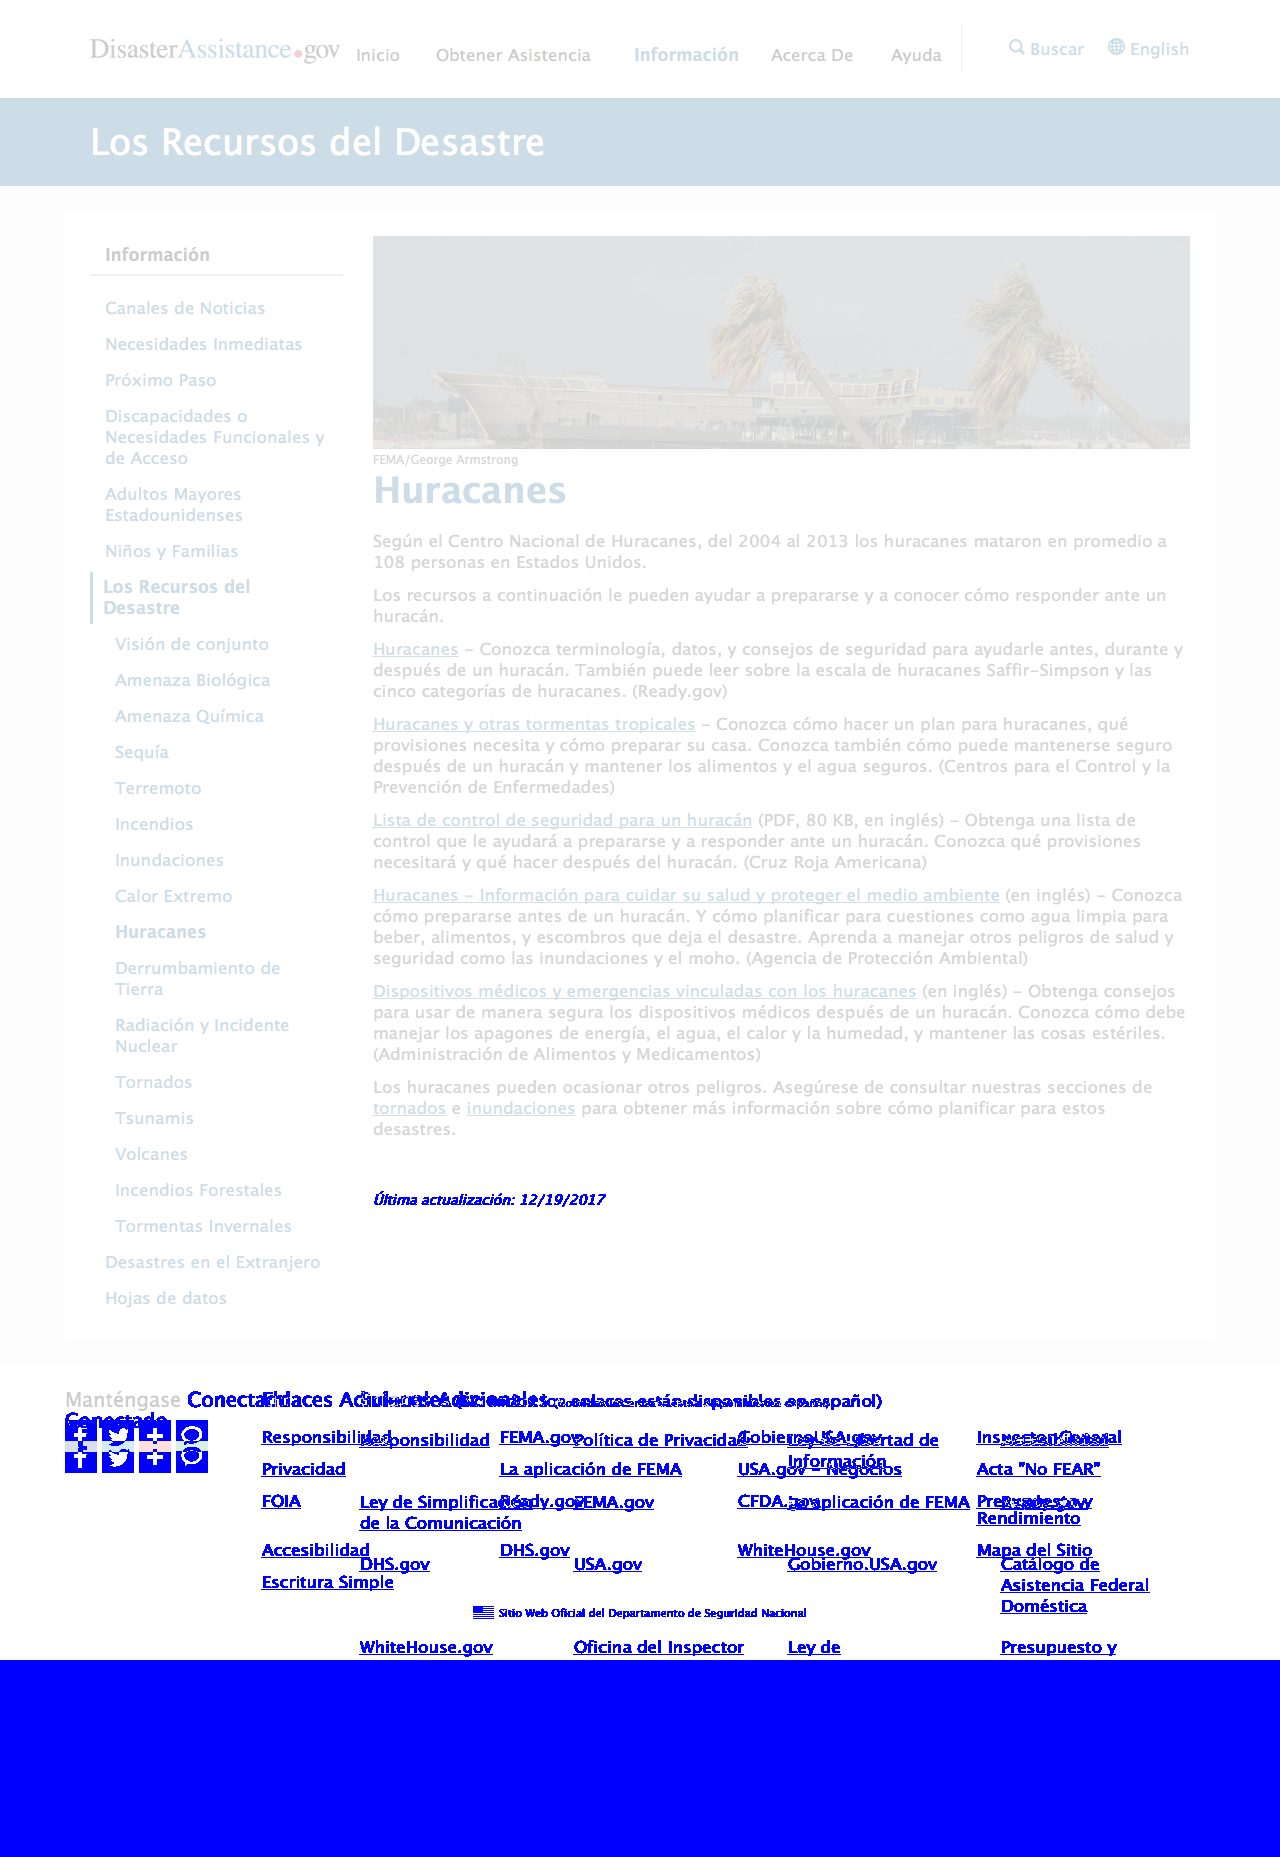 DisasterAssistance.gov
Inicio
Obtener Asistencia
Información
Acerca De
Ayuda
Buscar
English
Los Recursos del Desastre
Información
Canales de Noticias
Necesidades Inmediatas
Próximo Paso
Discapacidades o
Necesidades Funcionales y
de Acceso
Adultos Mayores
Estadounidenses
Niños y Familias
Los Recursos del
Desastre
Visión de conjunto
Amenaza Biológica
Amenaza Química
Sequía
Terremoto
Incendios
Inundaciones
Calor Extremo
Huracanes
Derrumbamiento de
Tierra
Radiación y Incidente
Nuclear
Tornados
Tsunamis
Volcanes
Incendios Forestales
Tormentas Invernales
Desastres en el Extranjero
Hojas de datos
FEMA/George Armstrong
Huracanes
Según el Centro Nacional de Huracanes, del 2004 al 2013 los huracanes mataron en promedio a
108 personas en Estados Unidos.
Los recursos a continuación le pueden ayudar a prepararse y a conocer cómo responder ante un
huracán.
Huracanes - Conozca terminología, datos, y consejos de seguridad para ayudarle antes, durante y
después de un huracán. También puede leer sobre la escala de huracanes Saffir-Simpson y las
cinco categorías de huracanes. (Ready.gov)
Huracanes y otras tormentas tropicales - Conozca cómo hacer un plan para huracanes, qué
provisiones necesita y cómo preparar su casa. Conozca también cómo puede mantenerse seguro
después de un huracán y mantener los alimentos y el agua seguros. (Centros para el Control y la
Prevención de Enfermedades)
Lista de control de seguridad para un huracán (PDF, 80 KB, en inglés) - Obtenga una lista de
control que le ayudará a prepararse y a responder ante un huracán. Conozca qué provisiones
necesitará y qué hacer después del huracán. (Cruz Roja Americana)
Huracanes - Información para cuidar su salud y proteger el medio ambiente (en inglés) - Conozca
cómo prepararse antes de un huracán. Y cómo planificar para cuestiones como agua limpia para
beber, alimentos, y escombros que deja el desastre. Aprenda a manejar otros peligros de salud y
seguridad como las inundaciones y el moho. (Agencia de Protección Ambiental)
Dispositivos médicos y emergencias vinculadas con los huracanes (en inglés) - Obtenga consejos
para usar de manera segura los dispositivos médicos después de un huracán. Conozca cómo debe
manejar los apagones de energía, el agua, el calor y la humedad, y mantener las cosas estériles.
(Administración de Alimentos y Medicamentos)
Los huracanes pueden ocasionar otros peligros. Asegúrese de consultar nuestras secciones de
tornados e inundaciones para obtener más información sobre cómo planificar para estos
desastres.
Última actualización: 12/19/2017
Manténgase
Conectado
enlaces están disponibles en español)
Responsibilidad
Responsibilidad
FEMA.gov
Política de Privacidad
Gobierno.USA.gov
Ley de Libertad de
Información
Inspector General
Privacidad
La aplicación de FEMA
USA.gov - Negocios
Acta "No FEAR"
FOIA
Ley de Simplificación
de la Comunicación
Ready.gov
FEMA.gov
CFDA.gov
La aplicación de FEMA
Presupuesto y
Rendimiento
Accesibilidad
DHS.gov
DHS.gov
USA.gov
WhiteHouse.gov
Gobierno.USA.gov
Mapa del Sitio
Catálogo de
Asistencia Federal
Doméstica
Escritura Simple
Sitio Web Oficial del Departamento de Seguridad Nacional
WhiteHouse.gov
Oficina del Inspector
Ley de
Presupuesto y